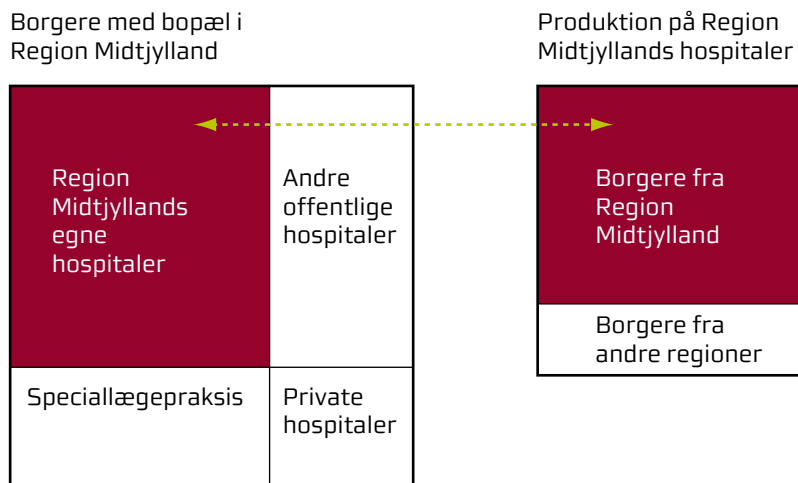 Borgere med bopæl i
Region Midtjylland
Region
Midtjyllands
egne
hospitaler
Andre
offentlige
hospitaler
Speciallægepraksis
Private
hospitaler
Produktion på Region
Midtjyllands hospitaler
Borgere fra
Region
Midtjylland
Borgere fra
andre regioner